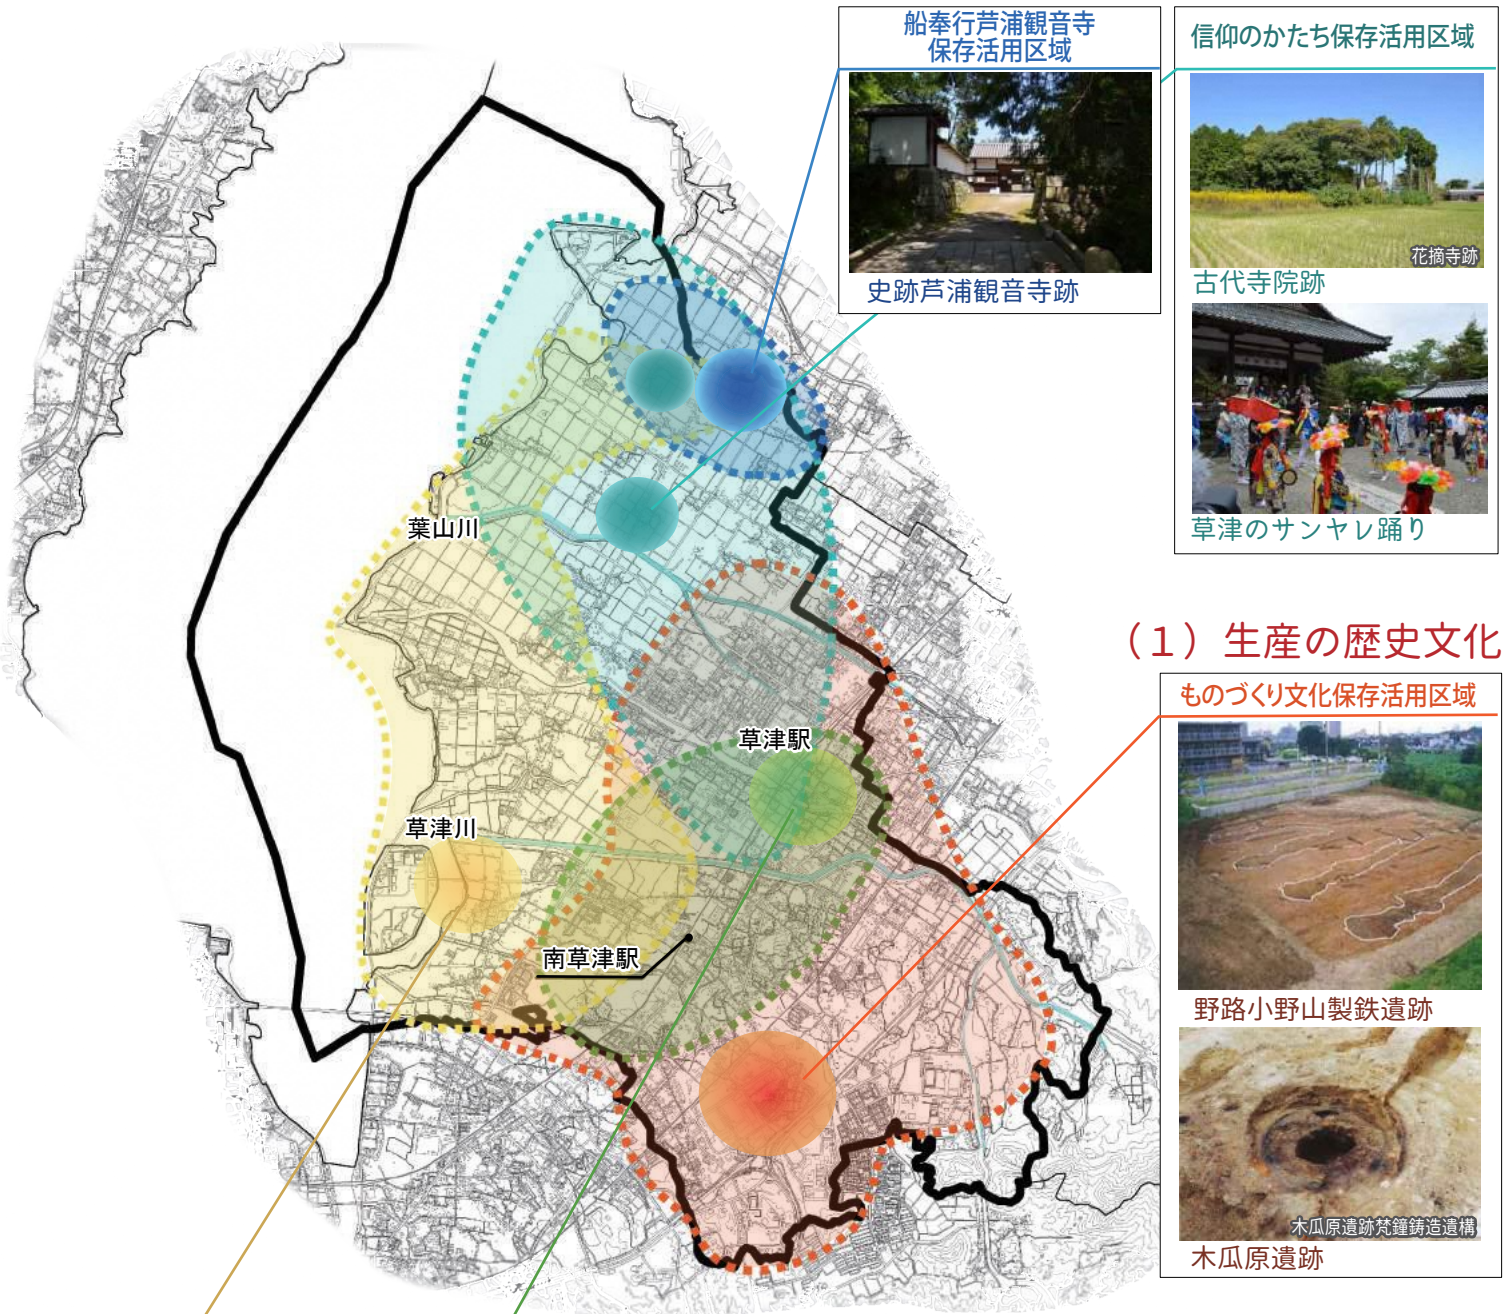 船奉行芦浦観音寺
保存活用区域
史跡芦浦観音寺跡
信仰のかたち保存活用区域
花摘寺跡
古代寺院跡
草津のサンヤレ踊り
葉山川
草津駅
草津川
南草津駅
（１）生産の歴史文化
ものづくり文化保存活用区域
野路小野山製鉄遺跡
木瓜原遺跡梵鐘鋳造遺構
木瓜原遺跡